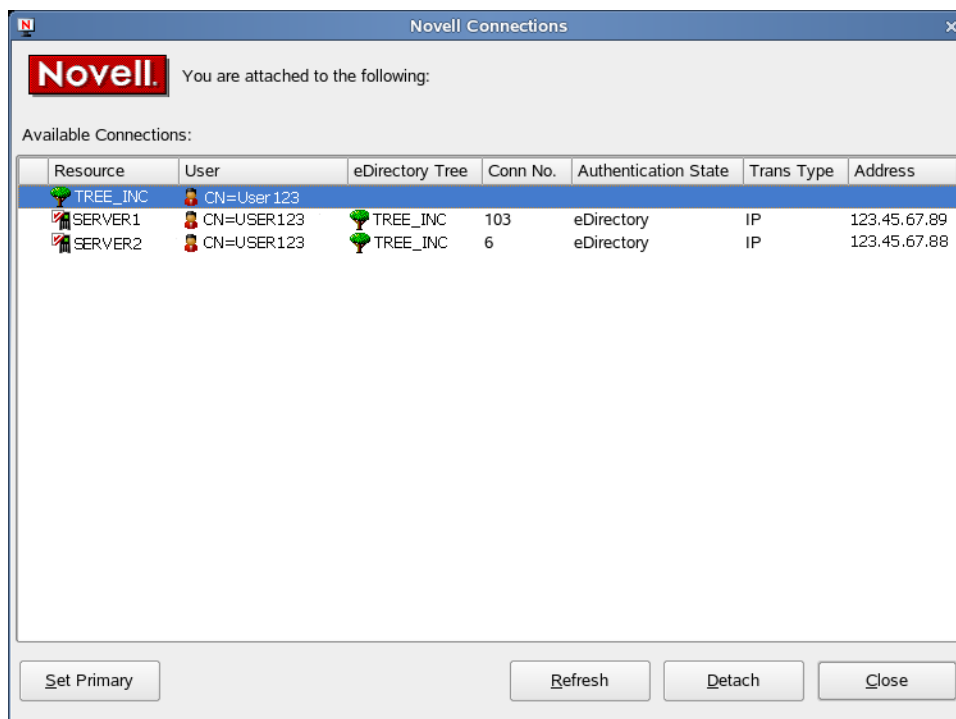 Novell Connections
Novell. You are attached to the following:
Available Connections:
Resource User eDirectory Tree Conn No. Authentication State Trans Type Address
TREE_INC CN=User123
SERVER1 CN=USER123 TREE_INC 103 eDirectory IP 123.45.67.89
SERVER2 CN=USER123 TREE_INC 6 eDirectory IP 123.45.67.88
Set Primary Refresh Detach Close